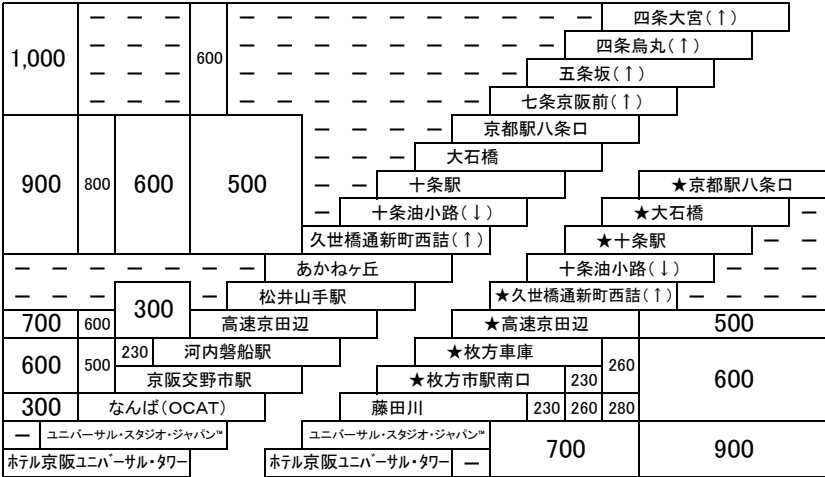 1,000 － － － 600 － － － － － － － － － － 四条大宮(↑)
－ － － － － － － － － － － － 四条烏丸(↑)
－ － － － － － － － － － － 五条坂(↑)
－ － － － － － － － － － 七条京阪前(↑)
900 800 600 500 － － － － 京都駅八条口
－ － － 大石橋
－ － 十条駅 ★京都駅八条口
－ 十条油小路(↓) ★大石橋 －
久世橋通新町西詰(↑) ★十条駅 － －
－ － － － － － － あかねヶ丘 十条油小路(↓) － － －
－ － － 300 － 松井山手駅 ★久世橋通新町西詰(↑) － － － －
700 600 高速京田辺 ★高速京田辺 500
600 500 230 河内磐船駅 ★枚方車庫 260 600
京阪交野市駅 ★枚方市駅南口 230
300 なんば(OCAT) 藤田川 230 260 280
－ ユニバーサル・スタジオ・ジャパン™ ユニバーサル・スタジオ・ジャパン™ 700 900
ホテル京阪ユニバーサル・タワー ホテル京阪ユニバーサル・タワー －